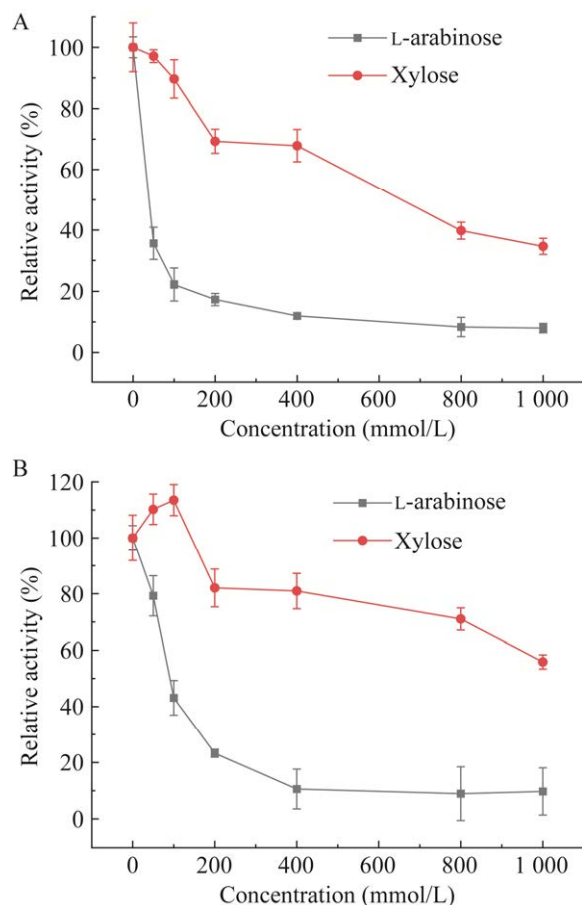 A
L-arabinose
Xylose
100
80
60
40
20
0
Relative activity (%)
0 200 400 600 800 1 000
Concentration (mmol/L)
B
L-arabinose
Xylose
120
100
80
60
40
20
0
Relative activity (%)
0 200 400 600 800 1 000
Concentration (mmol/L)